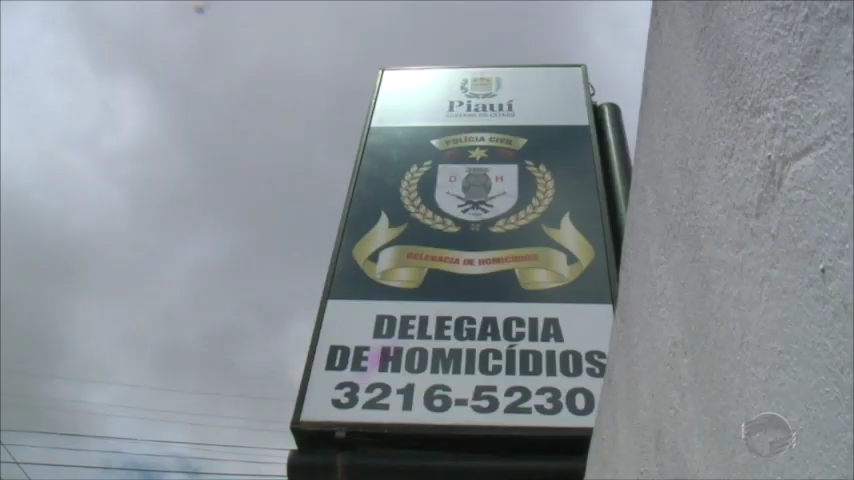 Piauí
GOVERNO DO ESTADO
POLÍCIA CIVIL
D H
DELEGACIA DE HOMICÍDIOS
DELEGACIA
DE HOMICÍDIOS
3216-5230